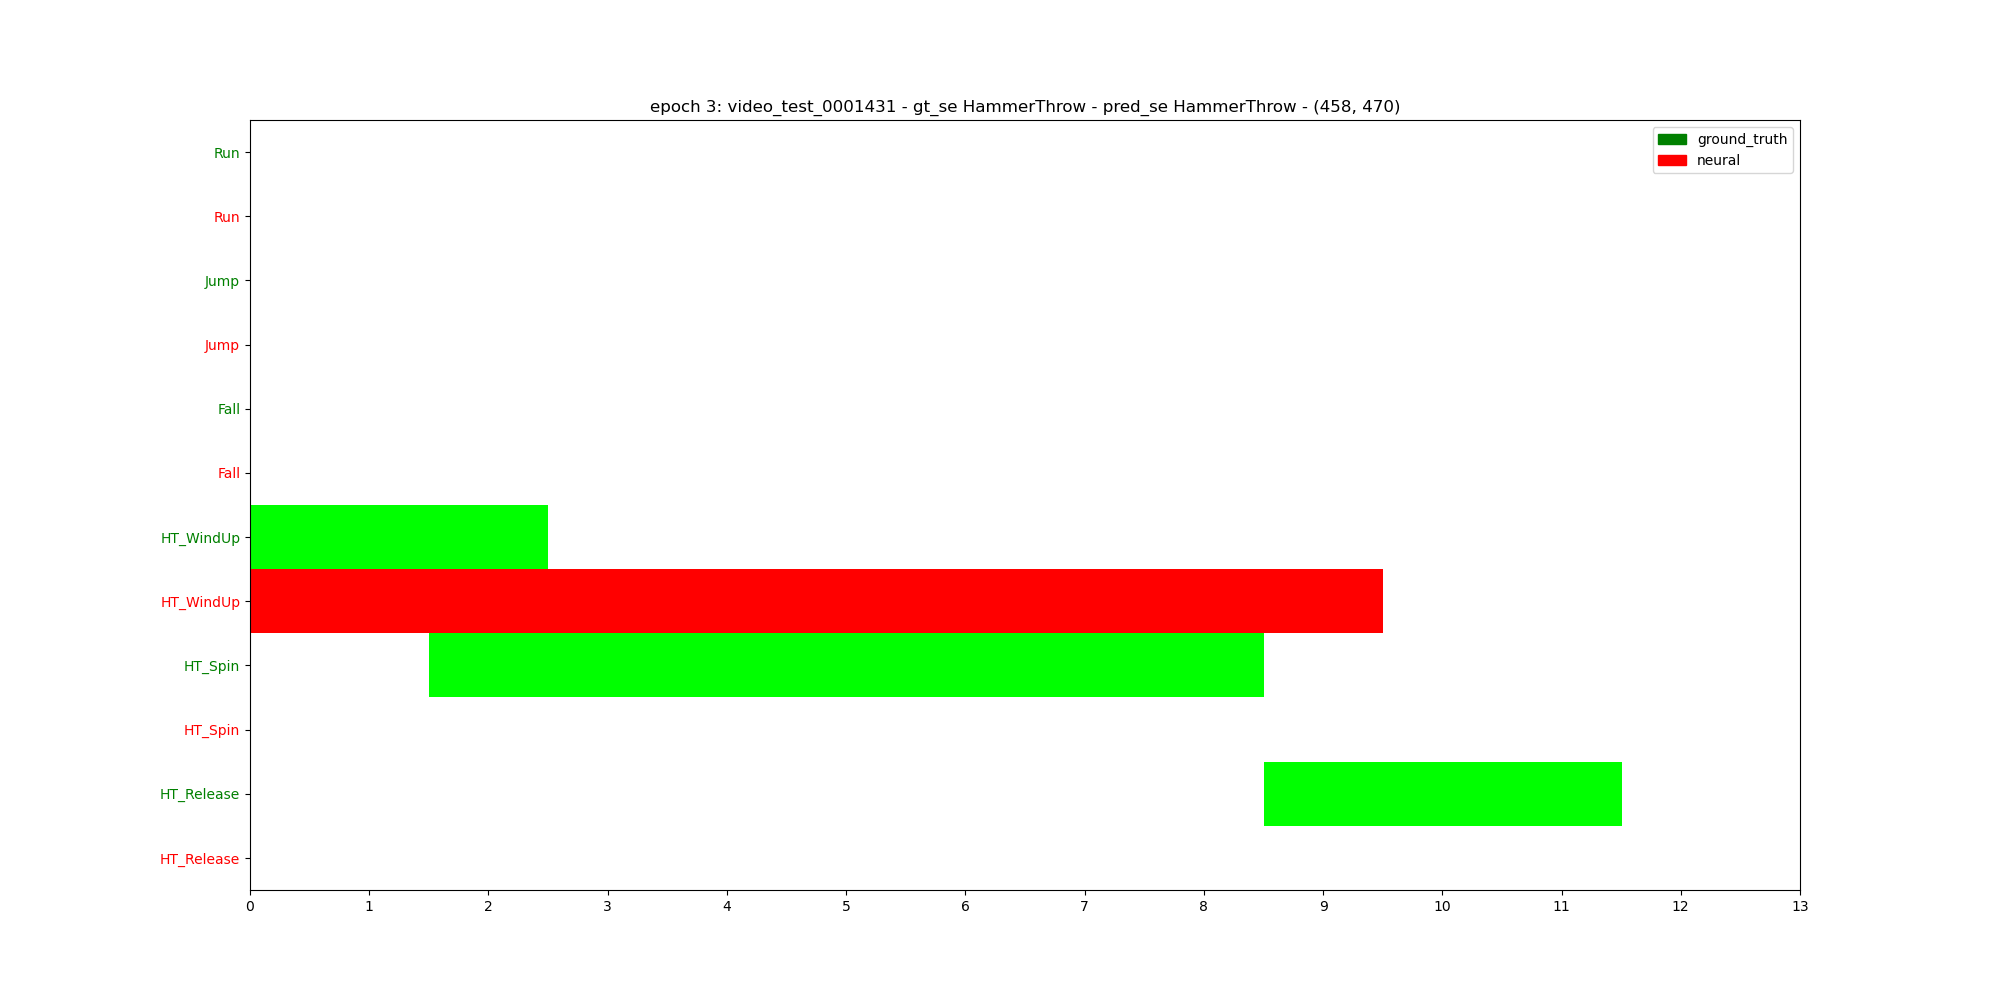 epoch 3: video_test_0001431 - gt_se HammerThrow - pred_se HammerThrow - (458, 470)
ground_truth
neural
Run
Run
Jump
Jump
Fall
Fall
HT_WindUp
HT_WindUp
HT_Spin
HT_Spin
HT_Release
HT_Release
0 1 2 3 4 5 6 7 8 9 10 11 12 13